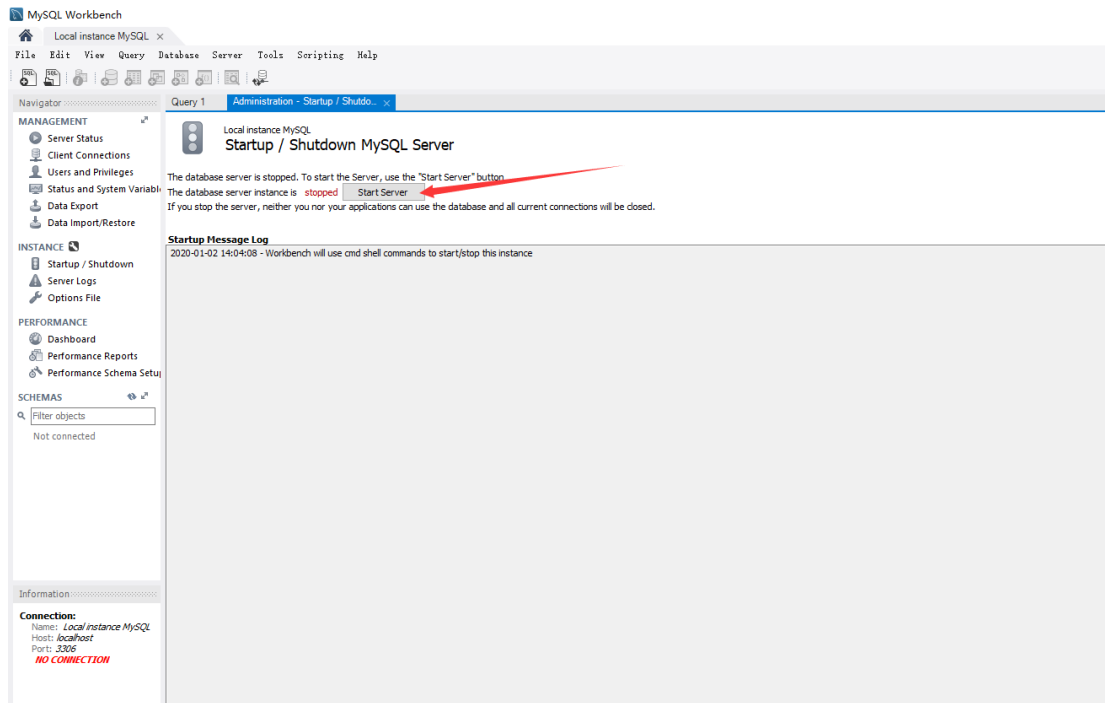 MySQL Workbench
Local instance MySQL ×
File Edit View Query Database Server Tools Scripting Help
Navigator
MANAGEMENT
Server Status
Client Connections
Users and Privileges
Status and System Variabl
Data Export
Data Import/Restore
INSTANCE
Startup / Shutdown
Server Logs
Options File
PERFORMANCE
Dashboard
Performance Reports
Performance Schema Setu
SCHEMAS
Filter objects
Not connected
Information
Connection:
Name: Local instance MySQL
Host: localhost
Port: 3306
NO CONNECTION
Query 1
Administration - Startup / Shutdo.. ×
Local instance MySQL
Startup / Shutdown MySQL Server
The database server is stopped. To start the Server, use the "Start Server" button
The database server instance is stopped Start Server
If you stop the server, neither you nor your applications can use the database and all current connections will be closed.
Startup Message Log
2020-01-02 14:04:08 - Workbench will use cmd shell commands to start/stop this instance